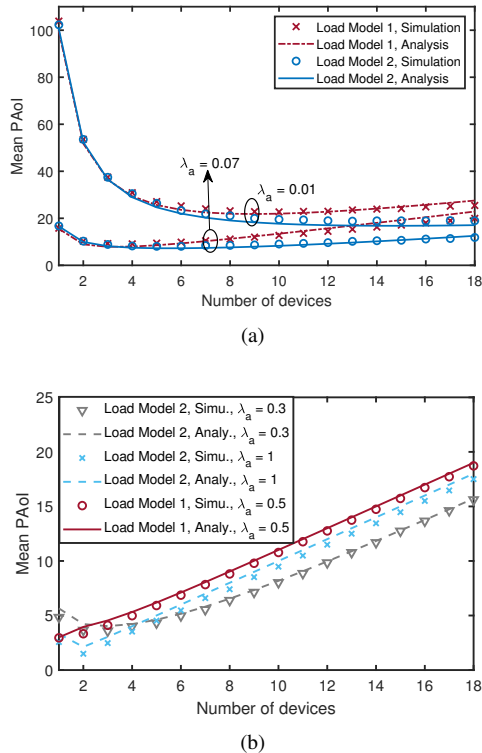 100
80
60
40
20
0
Mean PAoI
Load Model 1, Simulation
Load Model 1, Analysis
Load Model 2, Simulation
Load Model 2, Analysis
λa = 0.07
λa = 0.01
2 4 6 8 10 12 14 16 18
Number of devices
(a)
25
20
15
10
5
0
Mean PAoI
Load Model 2, Simu., λa = 0.3
Load Model 2, Analy., λa = 0.3
Load Model 2, Simu., λa = 1
Load Model 2, Analy., λa = 1
Load Model 1, Simu., λa = 0.5
Load Model 1, Analy., λa = 0.5
2 4 6 8 10 12 14 16 18
Number of devices
(b)